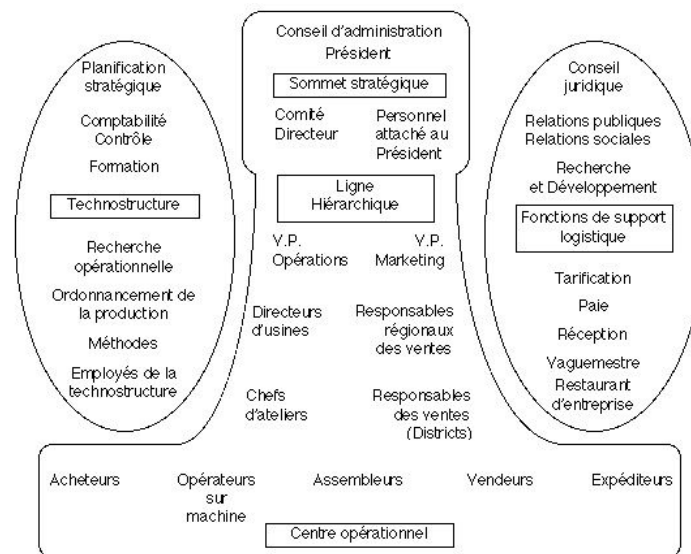 Conseil d'administration
Président
Sommet stratégique
Comité
Directeur
Personnel
attaché au
Président
Planification
stratégique
Comptabilité
Contrôle
Formation
Technostructure
Recherche
opérationnelle
Ordonnancement de
la production
Méthodes
Employés de la
technostructure
Ligne
Hiérarchique
V.P.
Opérations
V.P.
Marketing
Directeurs
d'usines
Responsables
régionaux
des ventes
Chefs
d'ateliers
Responsables
des ventes
(Districts)
Conseil
juridique
Relations publiques
Relations sociales
Recherche
et Développement
Fonctions de support
logistique
Tarification
Paie
Réception
Vaguemestre
Restaurant
d'entreprise
Acheteurs
Opérateurs
sur
machine
Assembleurs
Vendeurs
Expéditeurs
Centre opérationnel